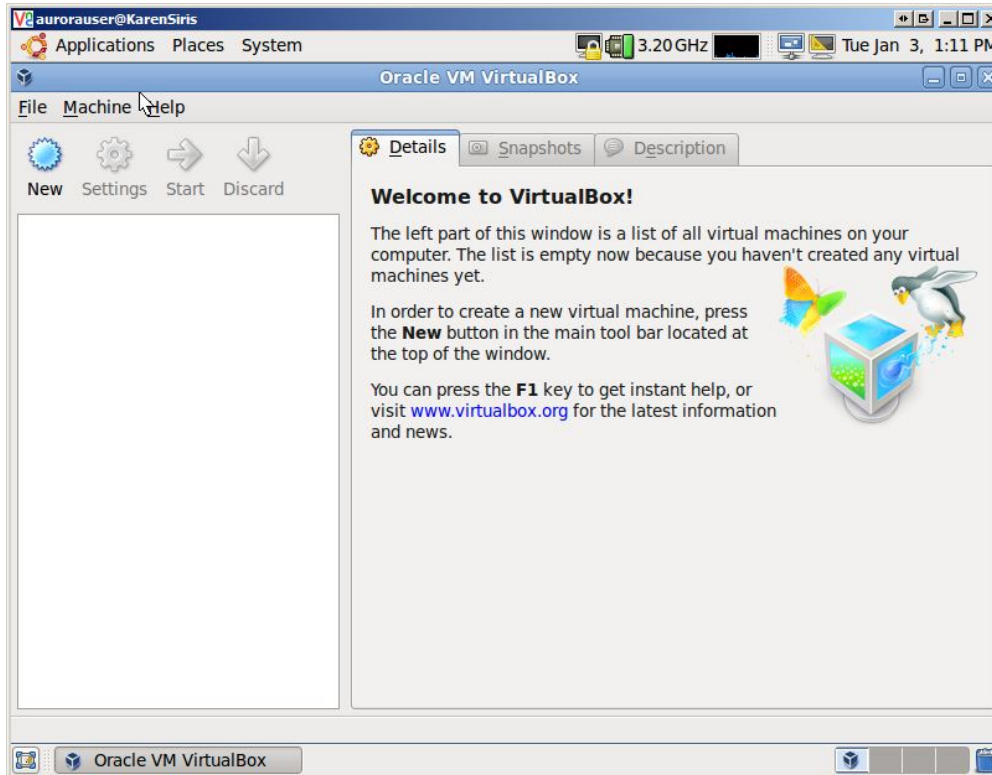 aurorauser@KarenSiris
Applications Places System 3.20 GHz Tue Jan 3, 1:11 PM
Oracle VM VirtualBox
File Machine Help
New Settings Start Discard
Details Snapshots Description
Welcome to VirtualBox!
The left part of this window is a list of all virtual machines on your
computer. The list is empty now because you haven't created any virtual
machines yet.
In order to create a new virtual machine, press
the New button in the main tool bar located at
the top of the window.
You can press the F1 key to get instant help, or
visit www.virtualbox.org for the latest information
and news.
Oracle VM VirtualBox